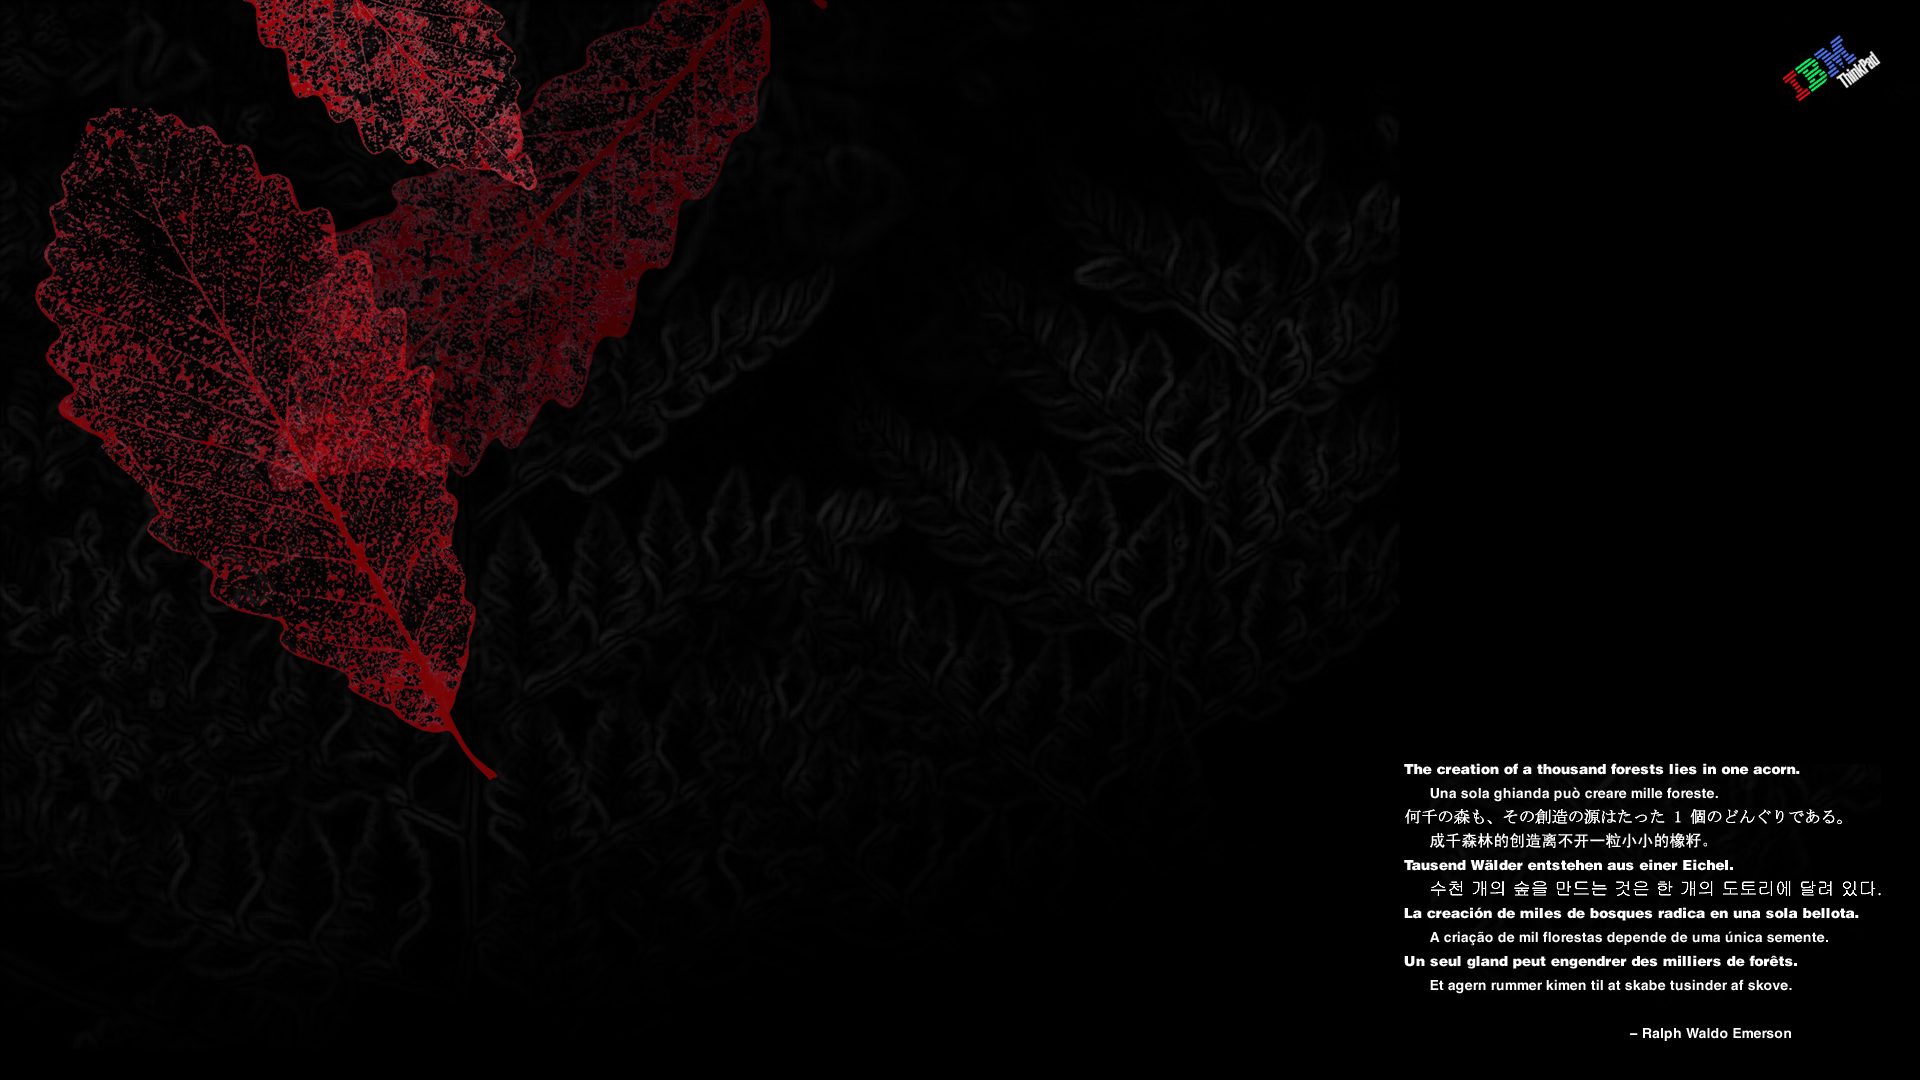 IBM
ThinkPad
The creation of a thousand forests lies in one acorn.
Una sola ghianda può creare mille foreste.
何千の森も、その創造の源はたった 1 個のどんぐりである。
成千森林的创造离不开一粒小小的橡籽。
Tausend Wälder entstehen aus einer Eichel.
수천 개의 숲을 만드는 것은 한 개의 도토리에 달려 있다.
La creación de miles de bosques radica en una sola bellota.
A criação de mil florestas depende de uma única semente.
Un seul gland peut engendrer des milliers de forêts.
Et agern rummer kimen til at skabe tusinder af skove.
– Ralph Waldo Emerson